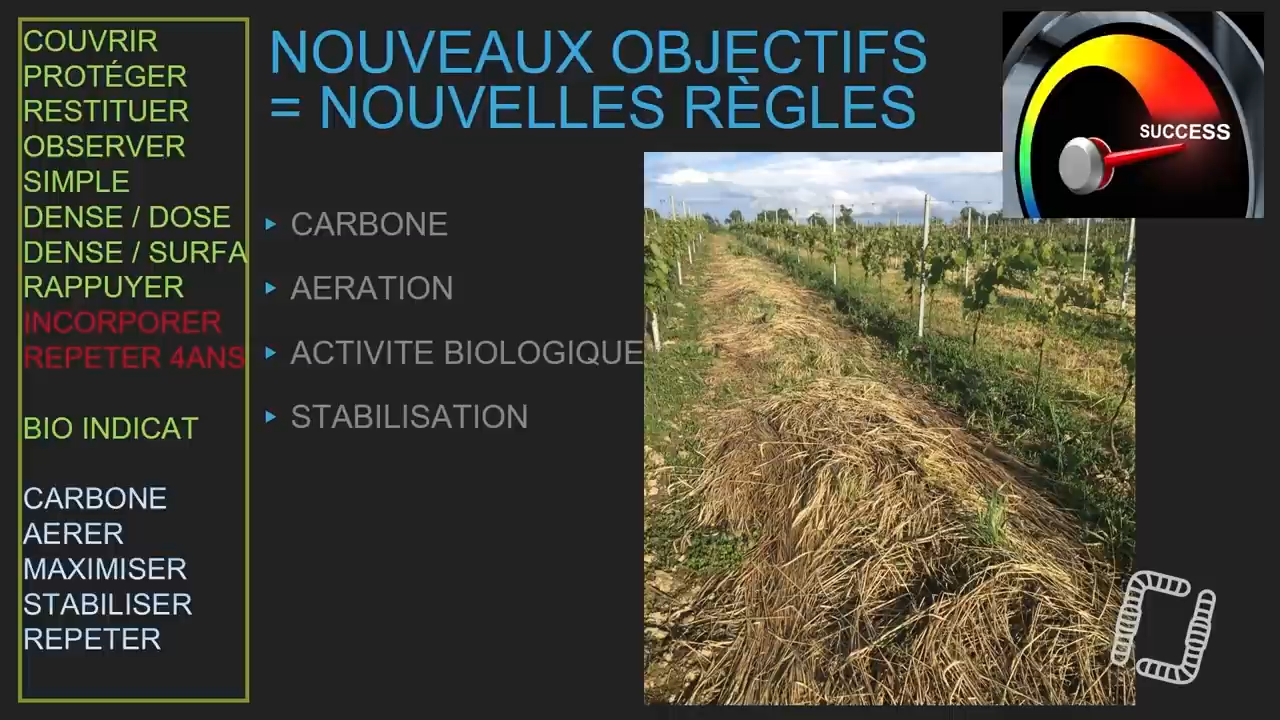 COUVRIR
PROTÉGER
RESTITUER
OBSERVER
SIMPLE
DENSE / DOSE
DENSE / SURFA
RAPPUYER
INCORPORER
REPETER 4ANS
BIO INDICAT
CARBONE
AERER
MAXIMISER
STABILISER
REPETER
NOUVEAUX OBJECTIFS
= NOUVELLES RÈGLES
CARBONE
AERATION
ACTIVITE BIOLOGIQUE
STABILISATION
SUCCESS